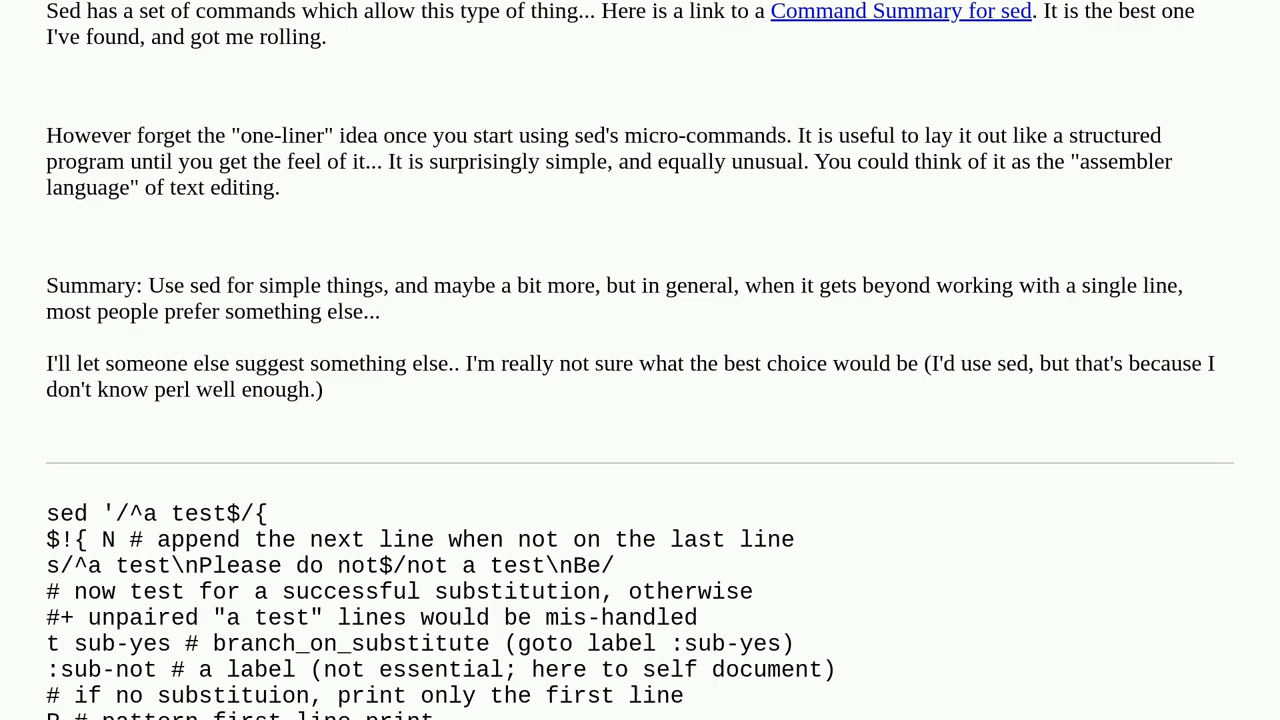 Sed has a set of commands which allow this type of thing... Here is a link to a Command Summary for sed. It is the best one
I've found, and got me rolling.
However forget the "one-liner" idea once you start using sed's micro-commands. It is useful to lay it out like a structured
program until you get the feel of it... It is surprisingly simple, and equally unusual. You could think of it as the "assembler
language" of text editing.
Summary: Use sed for simple things, and maybe a bit more, but in general, when it gets beyond working with a single line,
most people prefer something else...
I'll let someone else suggest something else.. I'm really not sure what the best choice would be (I'd use sed, but that's because I
don't know perl well enough.)
sed '/^a test$/{
$!{ N # append the next line when not on the last line
s/^a test\nPlease do not$/not a test\nBe/
# now test for a successful substitution, otherwise
#+ unpaired "a test" lines would be mis-handled
t sub-yes # branch_on_substitute (goto label :sub-yes)
:sub-not # a label (not essential; here to self document)
# if no substituion, print only the first line
P # pattern first line print